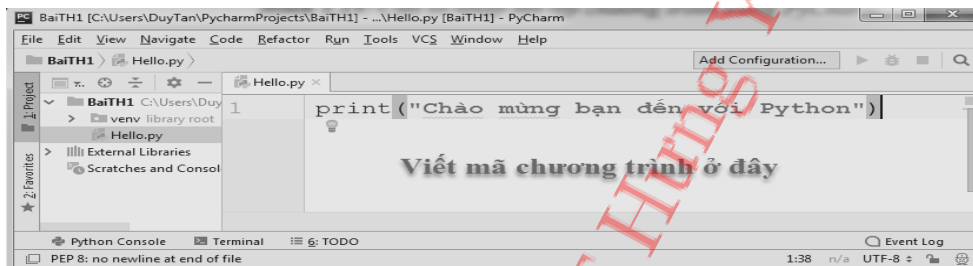 BaiTH1 [C:\Users\DuyTan\PycharmProjects\BaiTH1] - ...\Hello.py [BaiTH1] - PyCharm
File Edit View Navigate Code Refactor Run Tools VCS Window Help
BaiTH1 Hello.py Add Configuration...
Hello.py
1: Project
BaiTH1 C:\Users\Duy
venv library root
Hello.py
External Libraries
Scratches and Consol
1 print("Chào mừng bạn đến với Python")
Viết mã chương trình ở đây
Hưng Y
2: Favorites
Python Console Terminal 6: TODO Event Log
PEP 8: no newline at end of file 1:38 n/a UTF-8